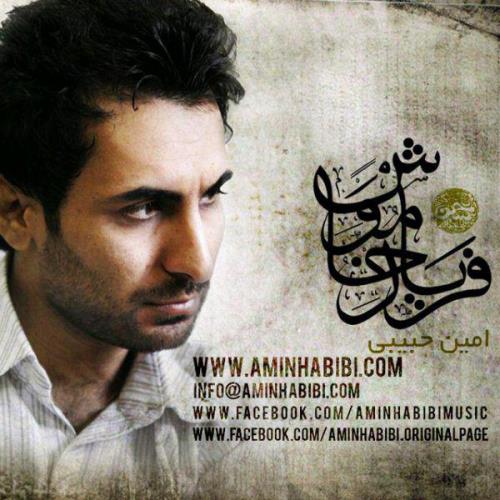 فریاد خاموش
امین حبیبی
WWW.AMINHABIBI.COM
INFO@AMINHABIBI.COM
WWW.FACEBOOK.COM/AMINHABIBIMUSIC
WWW.FACEBOOK.COM/AMINHABIBI.ORIGINALPAGE